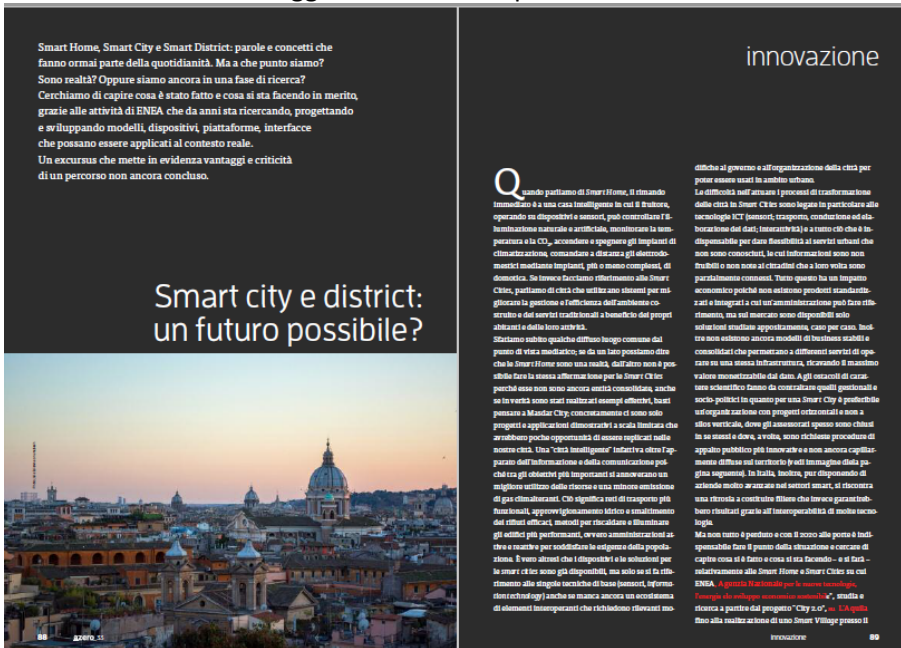 Smart Home, Smart City e Smart District: parole e concetti che
fanno ormai parte della quotidianità. Ma a che punto siamo?
Sono realtà? Oppure siamo ancora in una fase di ricerca?
Cerchiamo di capire cosa è stato fatto e cosa si sta facendo in merito,
grazie alle attività di ENEA che da anni sta ricercando, progettando
e sviluppando modelli, dispositivi, piattaforme, interfacce
che possano essere applicati al contesto reale.
Un excursus che mette in evidenza vantaggi e criticità
di un percorso non ancora concluso.
Smart city e district:
un futuro possibile?
88 gzero_33
innovazione
Quando parliamo di Smart Home, il rimando
immediato è una casa intelligente in cui il fruitore,
operando su dispositivi e sensori, può controllare l'il-
luminazione naturale e artificiale, monitorare la tem-
peratura e la CO₂, accendere e spegnere gli impianti di
climatizzazione, comandare a distanza gli elettrodo-
mestici mediante impianti, più o meno complessi, di
domotica. Se invece facciamo riferimento alle Smart
Cities, parliamo di città che utilizzano sistemi per mi-
gliorare la gestione e l'efficienza dell'ambiente co-
struito e dei servizi tradizionali a beneficio dei propri
abitanti e delle loro attività.
Sfatiamo subito qualche diffuso luogo comune dal
punto di vista mediatico; se da un lato possiamo dire
che le Smart Home sono una realtà, dall'altro non è pos-
sibile fare la stessa affermazione per le Smart Cities
perché esse non sono ancora entità consolidate, anche
se in verità sono stati realizzati esempi effettivi, basti
pensare a Masdar City; concretamente ci sono solo
progetti e applicazioni dimostrativi a scala limitata che
avrebbero poche opportunità di essere replicati nelle
nostre città. Una "città intelligente" infatti va oltre l'ap-
parato dell'informazione e della comunicazione poi-
ché tra gli obiettivi più importanti si annoverano un
migliore utilizzo delle risorse e una minore emissione
di gas climalteranti. Ciò significa reti di trasporto più
funzionali, approvvigionamento idrico e smaltimento
dei rifiuti efficaci, metodi per riscaldare e illuminare
gli edifici più performanti, ovvero amministrazioni at-
tive e reattive per soddisfare le esigenze della popola-
zione. È vero altresì che i dispositivi e le soluzioni per
le smart cities sono già disponibili, ma solo se si fa rife-
rimento alle singole tecniche di base (sensori, informa-
tion technology) anche se manca ancora un ecosistema
di elementi interoperanti che richiedono rilevanti mo-
difiche al governo e all'organizzazione della città per
poter essere usati in ambito urbano.
Le difficoltà nell'attuare i processi di trasformazione
delle città in Smart Cities sono legate in particolare alle
tecnologie ICT (sensori; trasporto, conduzione ed ela-
borazione dei dati; interattività) e a tutto ciò che è in-
dispensabile per dare flessibilità ai servizi urbani che
non sono conosciuti, le cui informazioni sono non
fruibili o non note ai cittadini che a loro volta sono
parzialmente connessi. Tutto questo ha un impatto
economico poiché non esistono prodotti standardiz-
zati e integrati a cui un'amministrazione può fare rife-
rimento, ma sul mercato sono disponibili solo
soluzioni studiate appositamente, caso per caso. Inol-
tre non esistono ancora modelli di business stabili e
consolidati che permettano a differenti servizi di ope-
rare su una stessa infrastruttura, ricavando il massimo
valore monetizzabile dal dato. Agli ostacoli di carat-
tere scientifico fanno da contraltare quelli gestionali e
socio-politici in quanto per una Smart City è preferibile
un'organizzazione con progetti orizzontali e non a
silos verticale, dove gli assessorati spesso sono chiusi
in se stessi e dove, a volte, sono richieste procedure di
appalto pubblico più innovative e non ancora capillar-
mente diffuse sul territorio (vedi immagine della pa-
gina seguente). In Italia, inoltre, pur disponendo di
aziende molto avanzate nei settori smart, si riscontra
una ritrosia a costituire filiere che invece garantireb-
bero risultati grazie all'interoperabilità di molte tecno-
logie.
Ma non tutto è perduto e con il 2020 alle porte è indi-
spensabile fare il punto della situazione e cercare di
capire cosa si è fatto e cosa si sta facendo – e si farà –
relativamente alle Smart Home e Smart Cities su cui
ENEA, Agenzia Nazionale per le nuove tecnologie,
l'energia e lo sviluppo economico sostenibile", studia e
ricerca a partire dal progetto "City 2.0", su L'Aquila
fino alla realizzazione di uno Smart Village presso il
innovazione 89